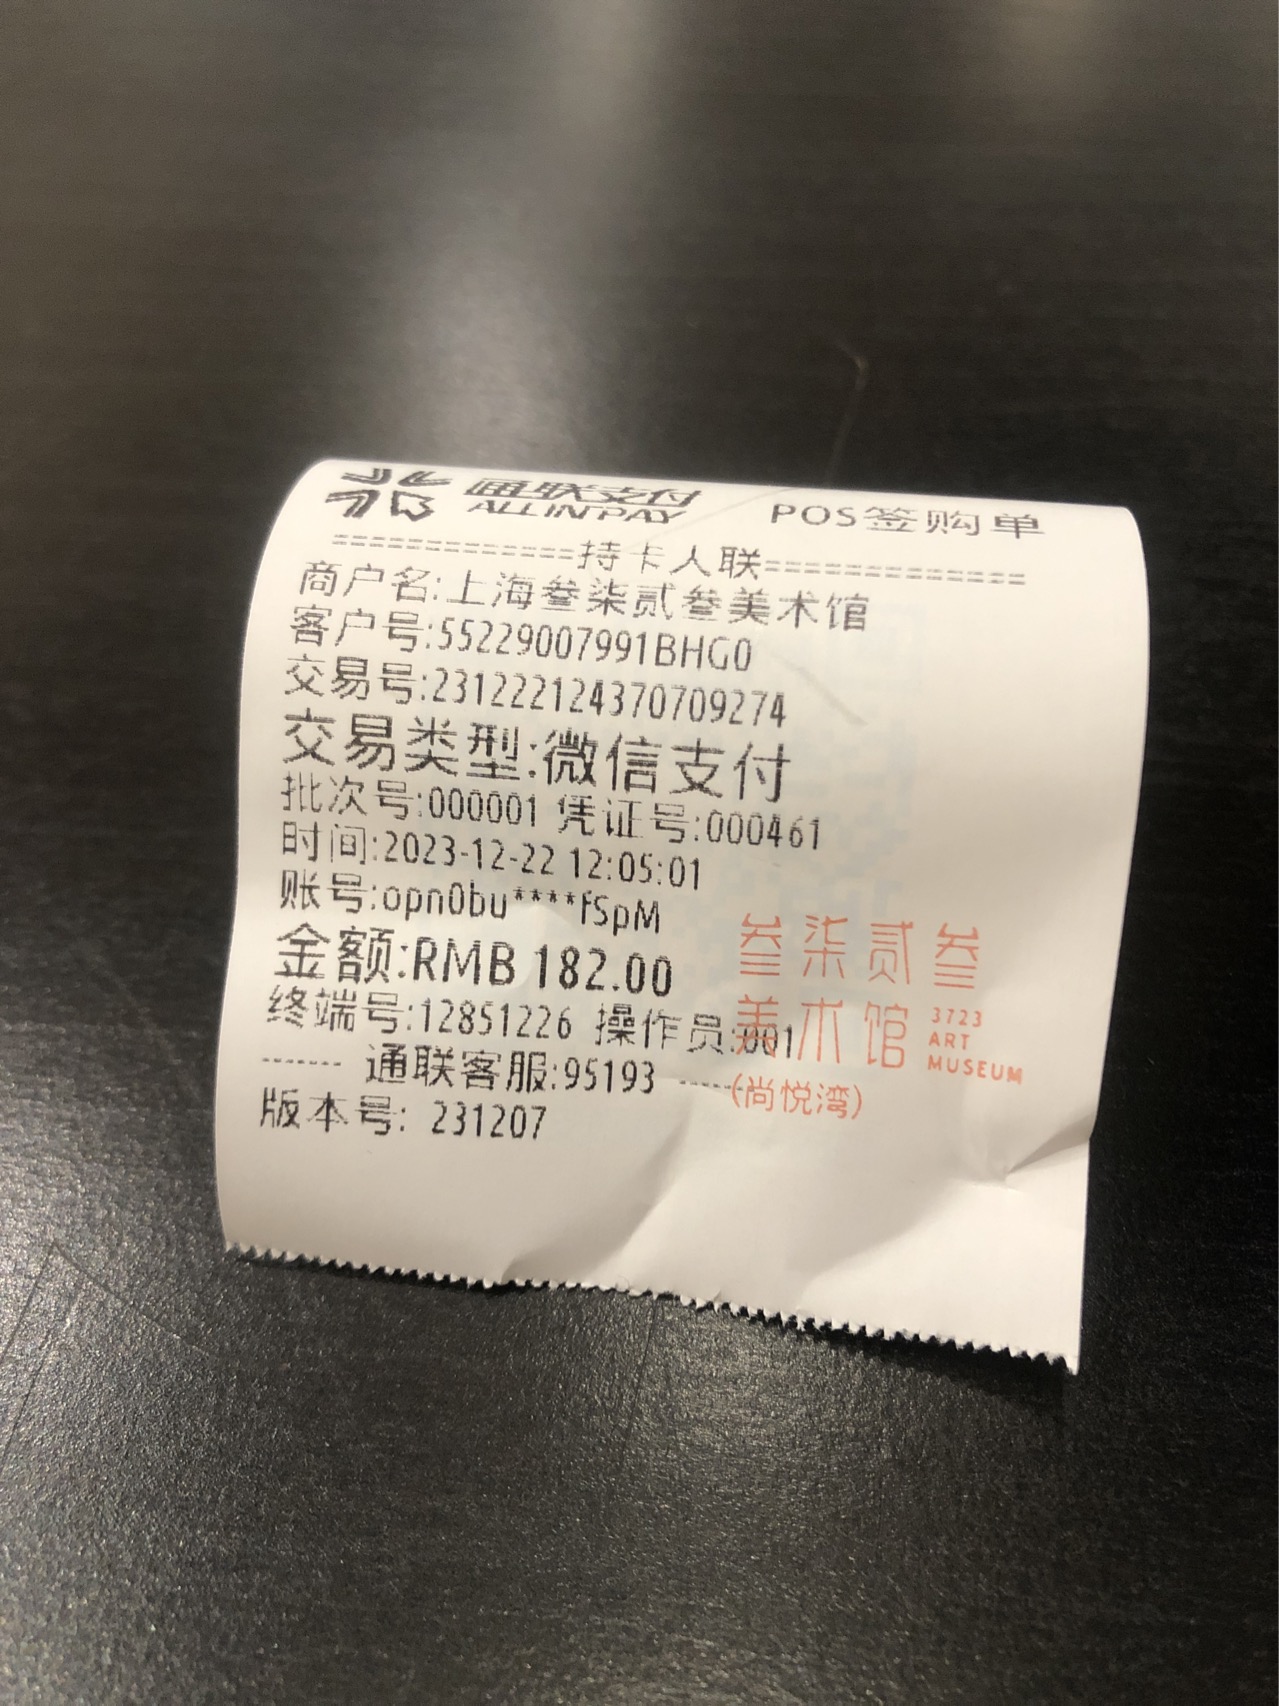 通联支付 POS签购单
ALLINPAY
=============持卡人联==============
商户名:上海叁柒贰叁美术馆
客户号:55229007991BHG0
交易号:231222124370709274
交易类型:微信支付
批次号:000001 凭证号:000461
时间:2023-12-22 12:05:01
账号:opn0bu****fSpM
金额:RMB 182.00
终端号:12851226 操作员:001
------- 通联客服:95193 -------
版本号: 231207
叁柒贰叁
美术馆
3723
ART
MUSEUM
(尚悦湾)